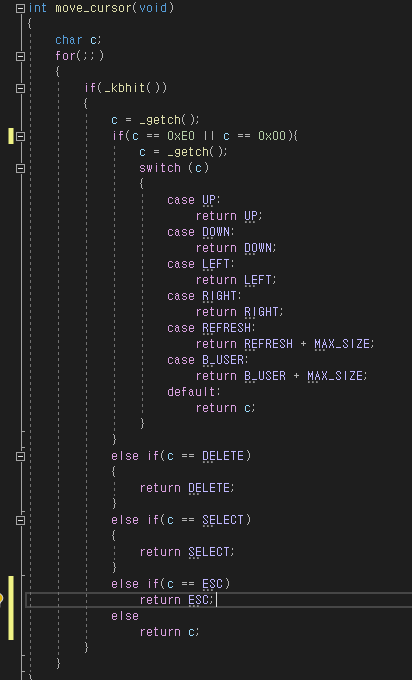 int move_cursor(void)
{
    char c;
    for(;;)
    {
        if(_kbhit())
        {
            c = _getch();
            if(c == 0xE0 || c == 0x00){
                c = _getch();
                switch (c)
                {
                    case UP:
                        return UP;
                    case DOWN:
                        return DOWN;
                    case LEFT:
                        return LEFT;
                    case RIGHT:
                        return RIGHT;
                    case REFRESH:
                        return REFRESH + MAX_SIZE;
                    case B_USER:
                        return B_USER + MAX_SIZE;
                    default:
                        return c;
                }
            }
            else if(c == DELETE)
            {
                return DELETE;
            }
            else if(c == SELECT)
            {
                return SELECT;
            }
            else if(c == ESC)
                return ESC;
            else
                return c;
        }
    }
}